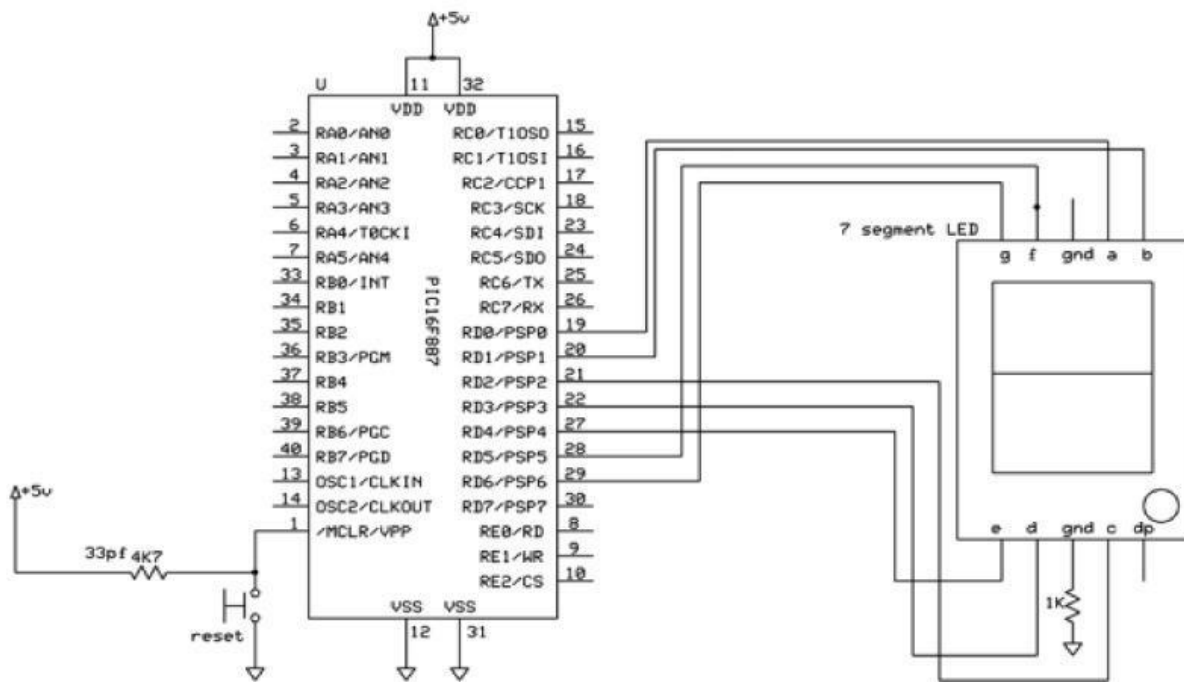 +5v
U
11 32
VDD VDD
2 RA0/AN0 RC0/T1OSO 15
3 RA1/AN1 RC1/T1OSI 16
4 RA2/AN2 RC2/CCP1 17
5 RA3/AN3 RC3/SCK 18
6 RA4/T0CKI RC4/SDI 23
7 RA5/AN4 RC5/SDO 24
33 RB0/INT RC6/TX 25
34 RB1 RC7/RX 26
35 RB2 RD0/PSP0 19
36 RB3/PGM RD1/PSP1 20
37 RB4 RD2/PSP2 21
38 RB5 RD3/PSP3 22
39 RB6/PGC RD4/PSP4 27
40 RB7/PGD RD5/PSP5 28
13 OSC1/CLKIN RD6/PSP6 29
14 OSC2/CLKOUT RD7/PSP7 30
1 /MCLR/VPP RE0/RD 8
RE1/WR 9
RE2/CS 10
VSS VSS
12 31
PIC16F887
+5v
33pf 4K7
reset
7 segment LED
g f gnd a b
e d gnd c dp
1K